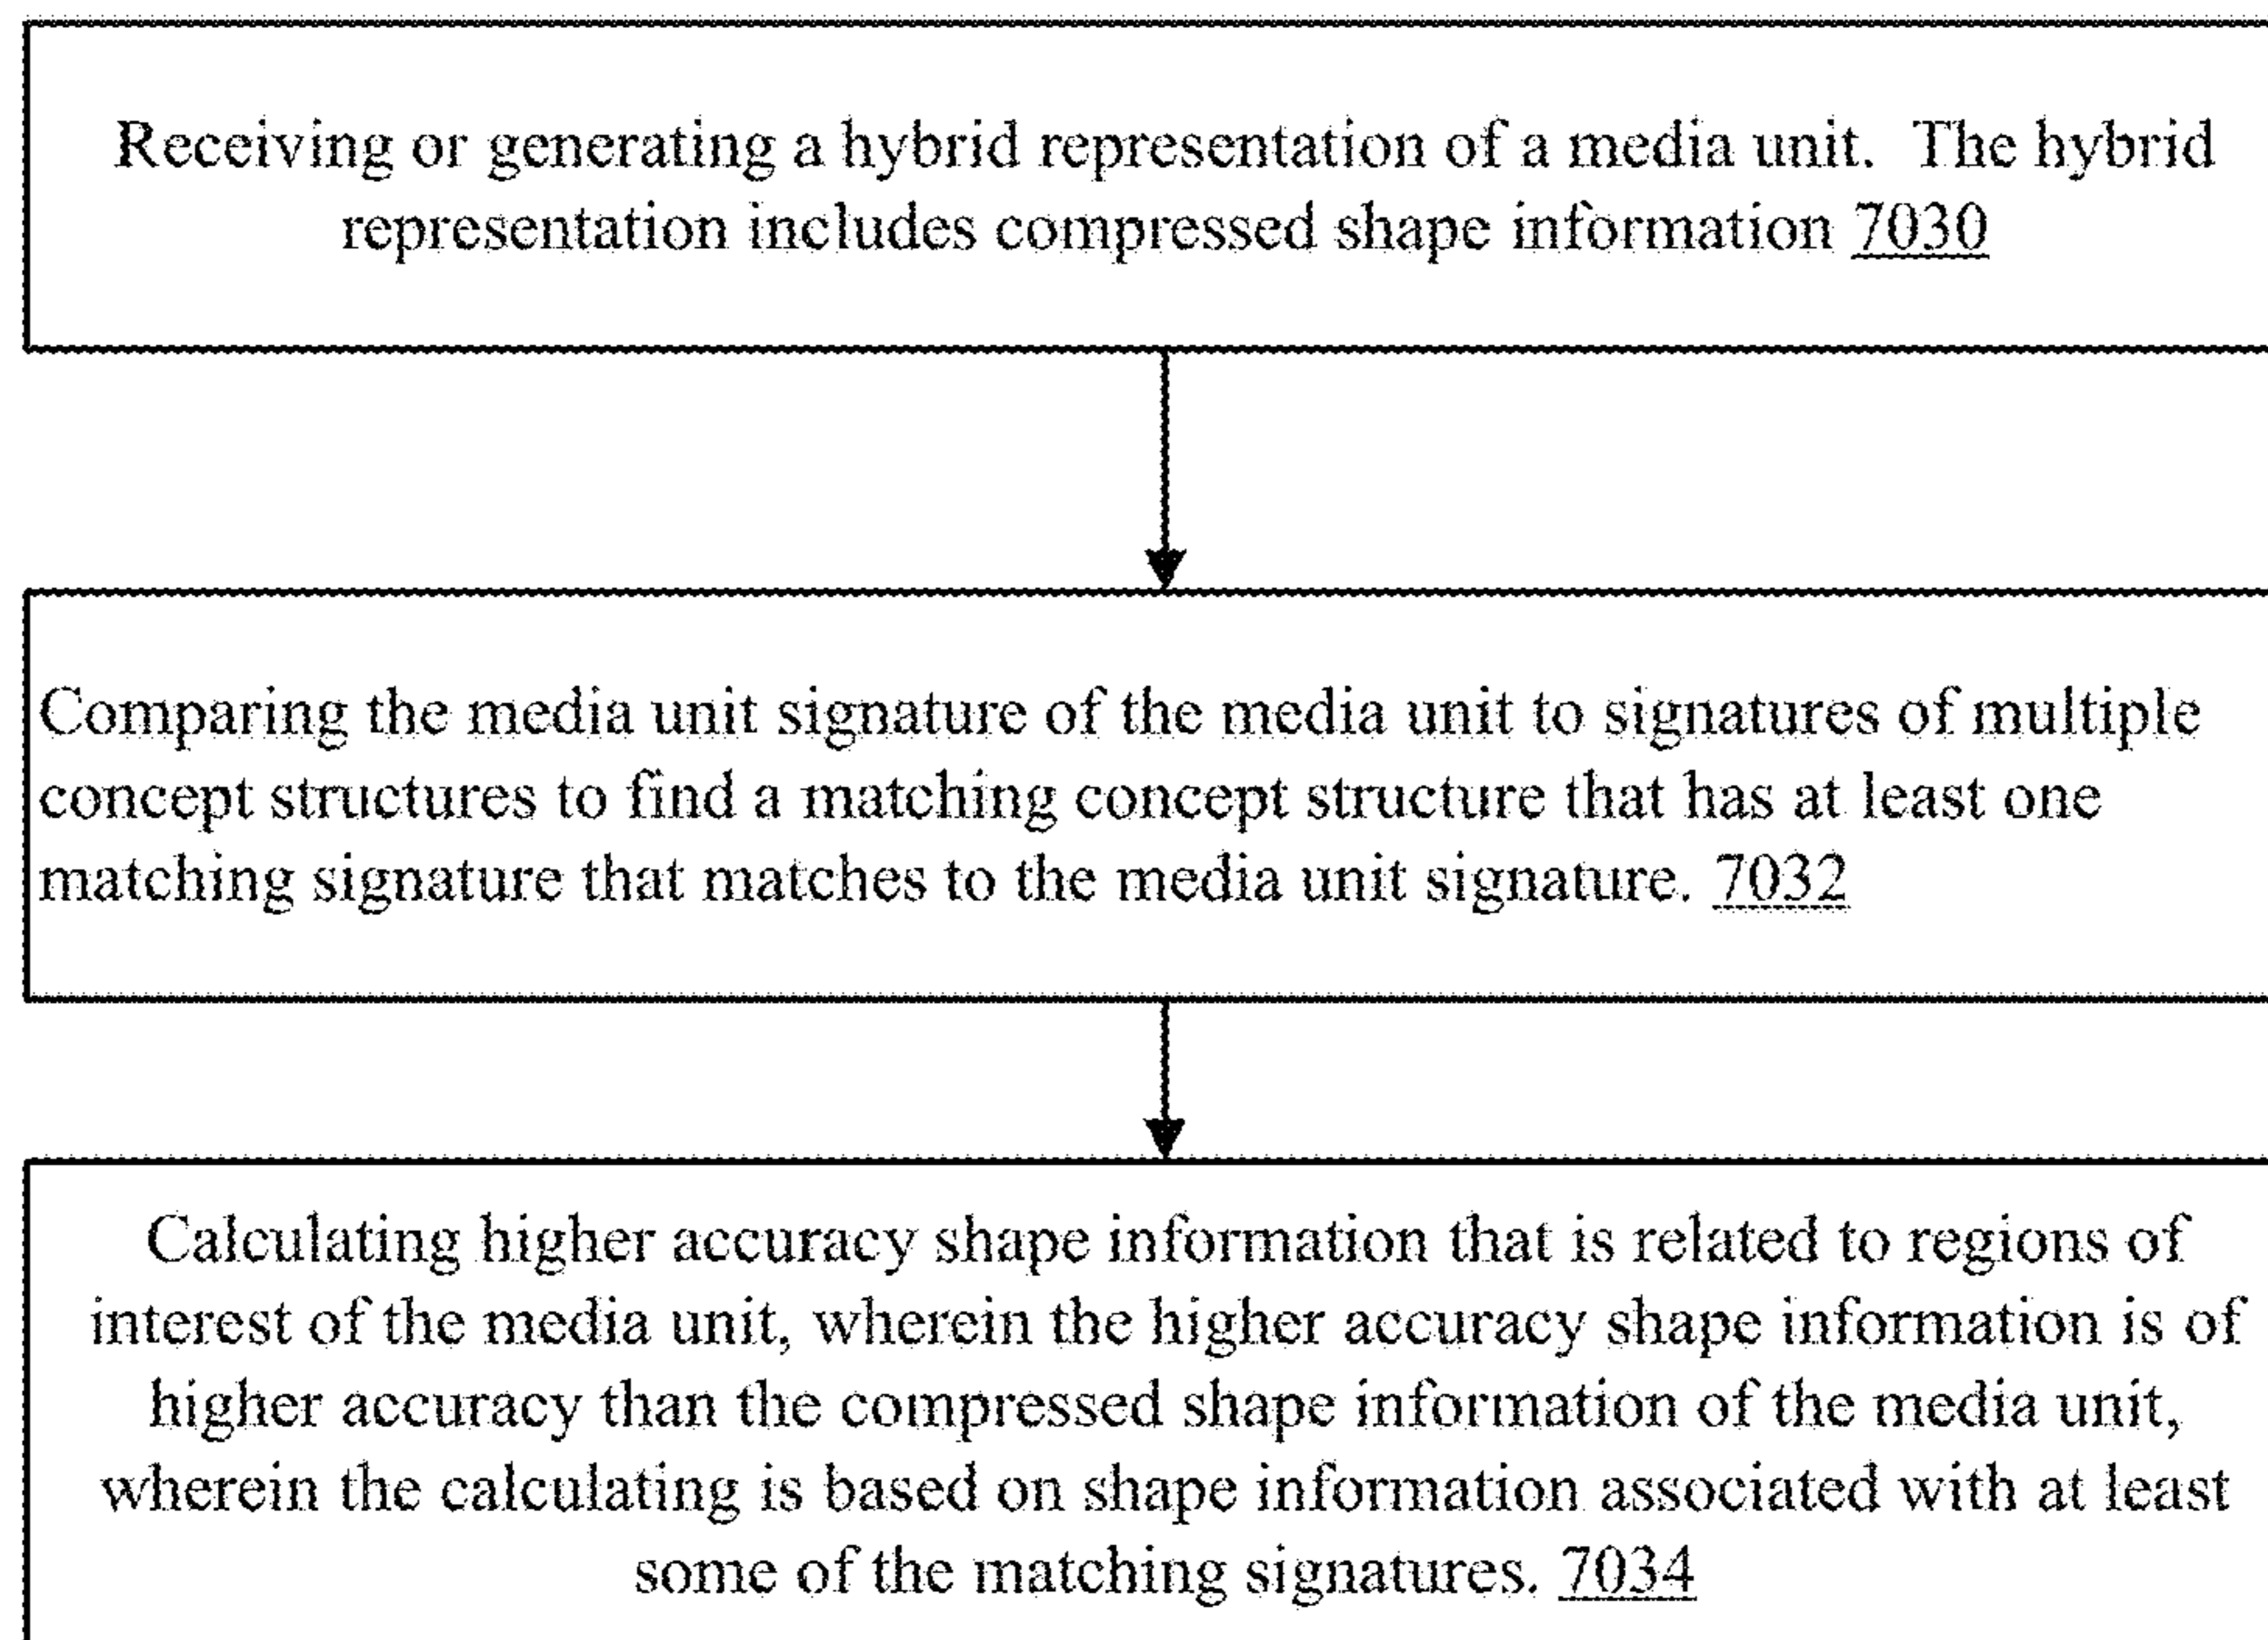 Receiving or generating a hybrid representation of a media unit. The hybrid
representation includes compressed shape information 7030
Comparing the media unit signature of the media unit to signatures of multiple
concept structures to find a matching concept structure that has at least one
matching signature that matches to the media unit signature. 7032
Calculating higher accuracy shape information that is related to regions of
interest of the media unit, wherein the higher accuracy shape information is of
higher accuracy than the compressed shape information of the media unit,
wherein the calculating is based on shape information associated with at least
some of the matching signatures. 7034